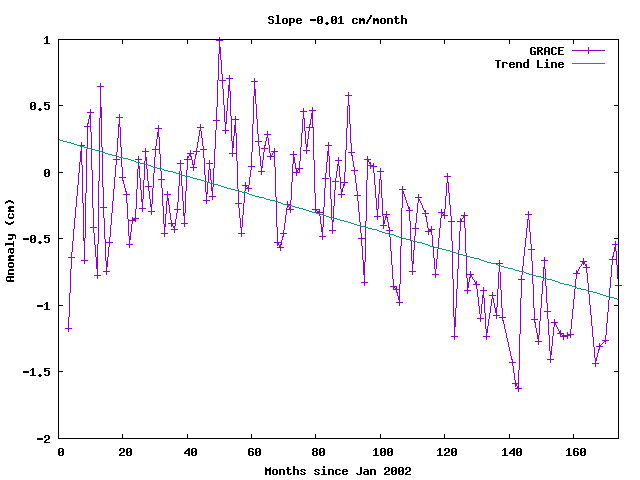 Slope -0.01 cm/month
GRACE
Trend Line
1
0.5
0
-0.5
-1
-1.5
-2
Anomaly (cm)
0 20 40 60 80 100 120 140 160
Months since Jan 2002